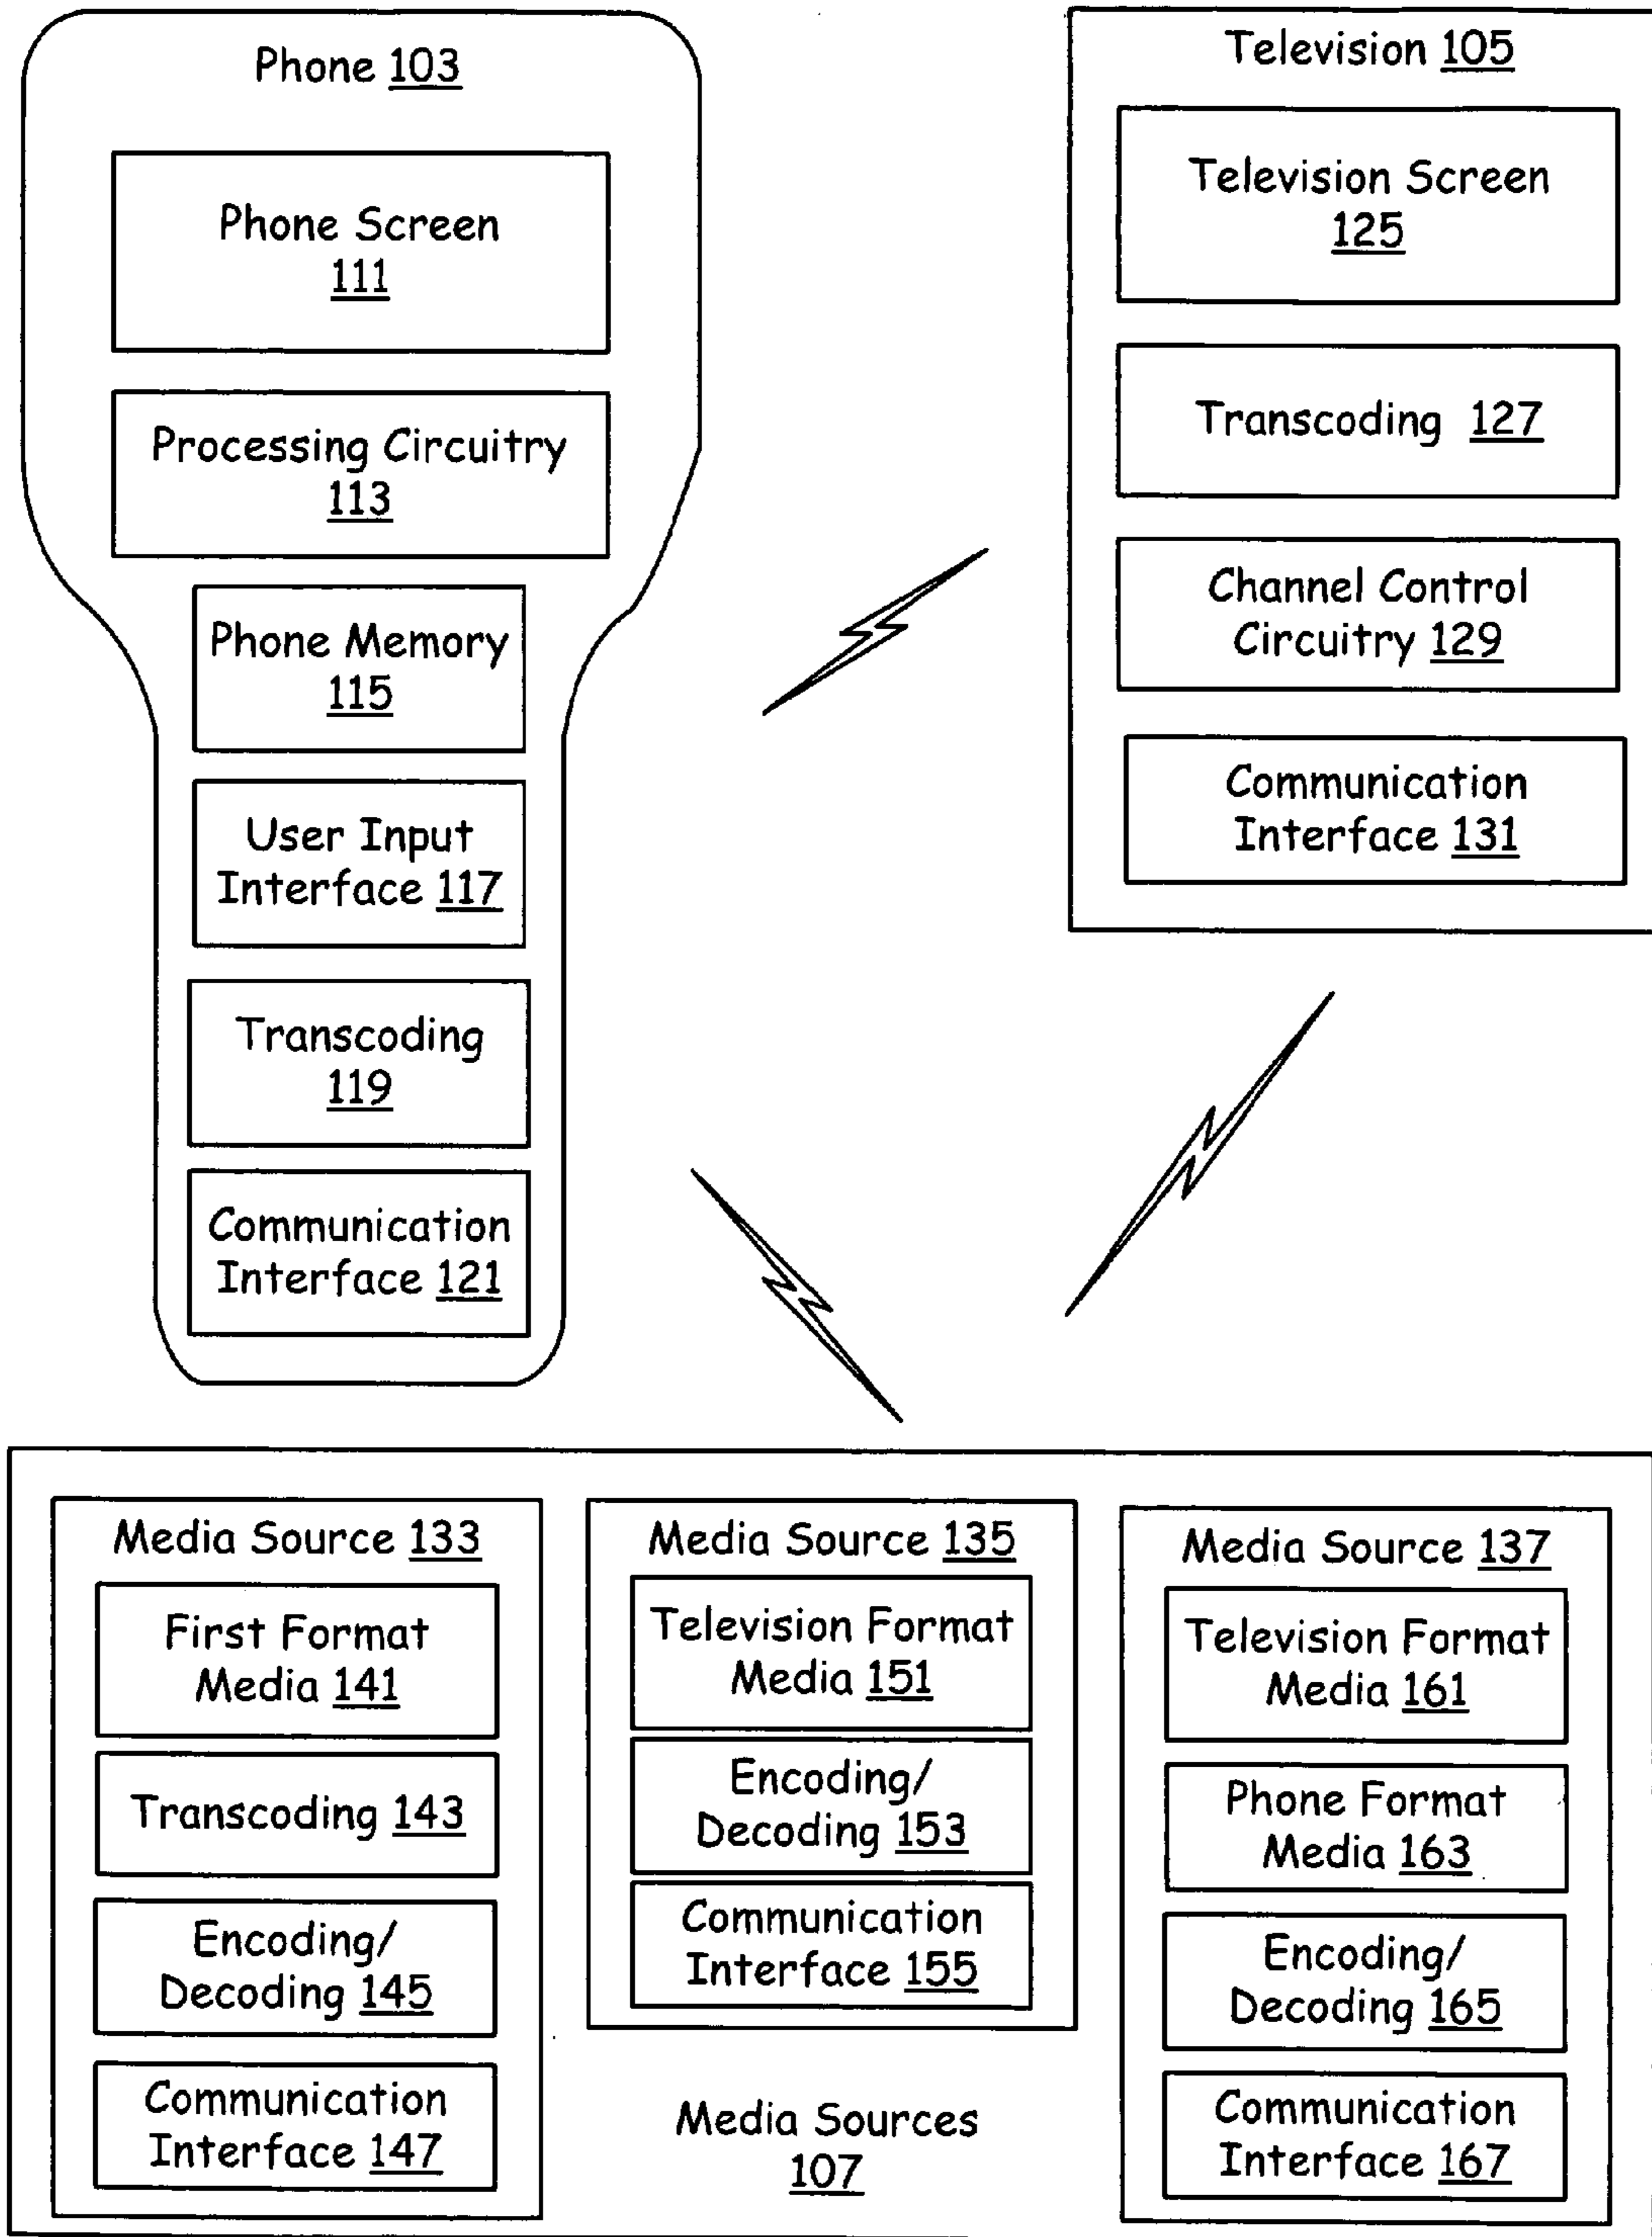 Phone 103
Phone Screen
111
Processing Circuitry
113
Phone Memory
115
User Input
Interface 117
Transcoding
119
Communication
Interface 121
Television 105
Television Screen
125
Transcoding 127
Channel Control
Circuitry 129
Communication
Interface 131
Media Source 133
First Format
Media 141
Transcoding 143
Encoding/
Decoding 145
Communication
Interface 147
Media Source 135
Television Format
Media 151
Encoding/
Decoding 153
Communication
Interface 155
Media Sources
107
Media Source 137
Television Format
Media 161
Phone Format
Media 163
Encoding/
Decoding 165
Communication
Interface 167